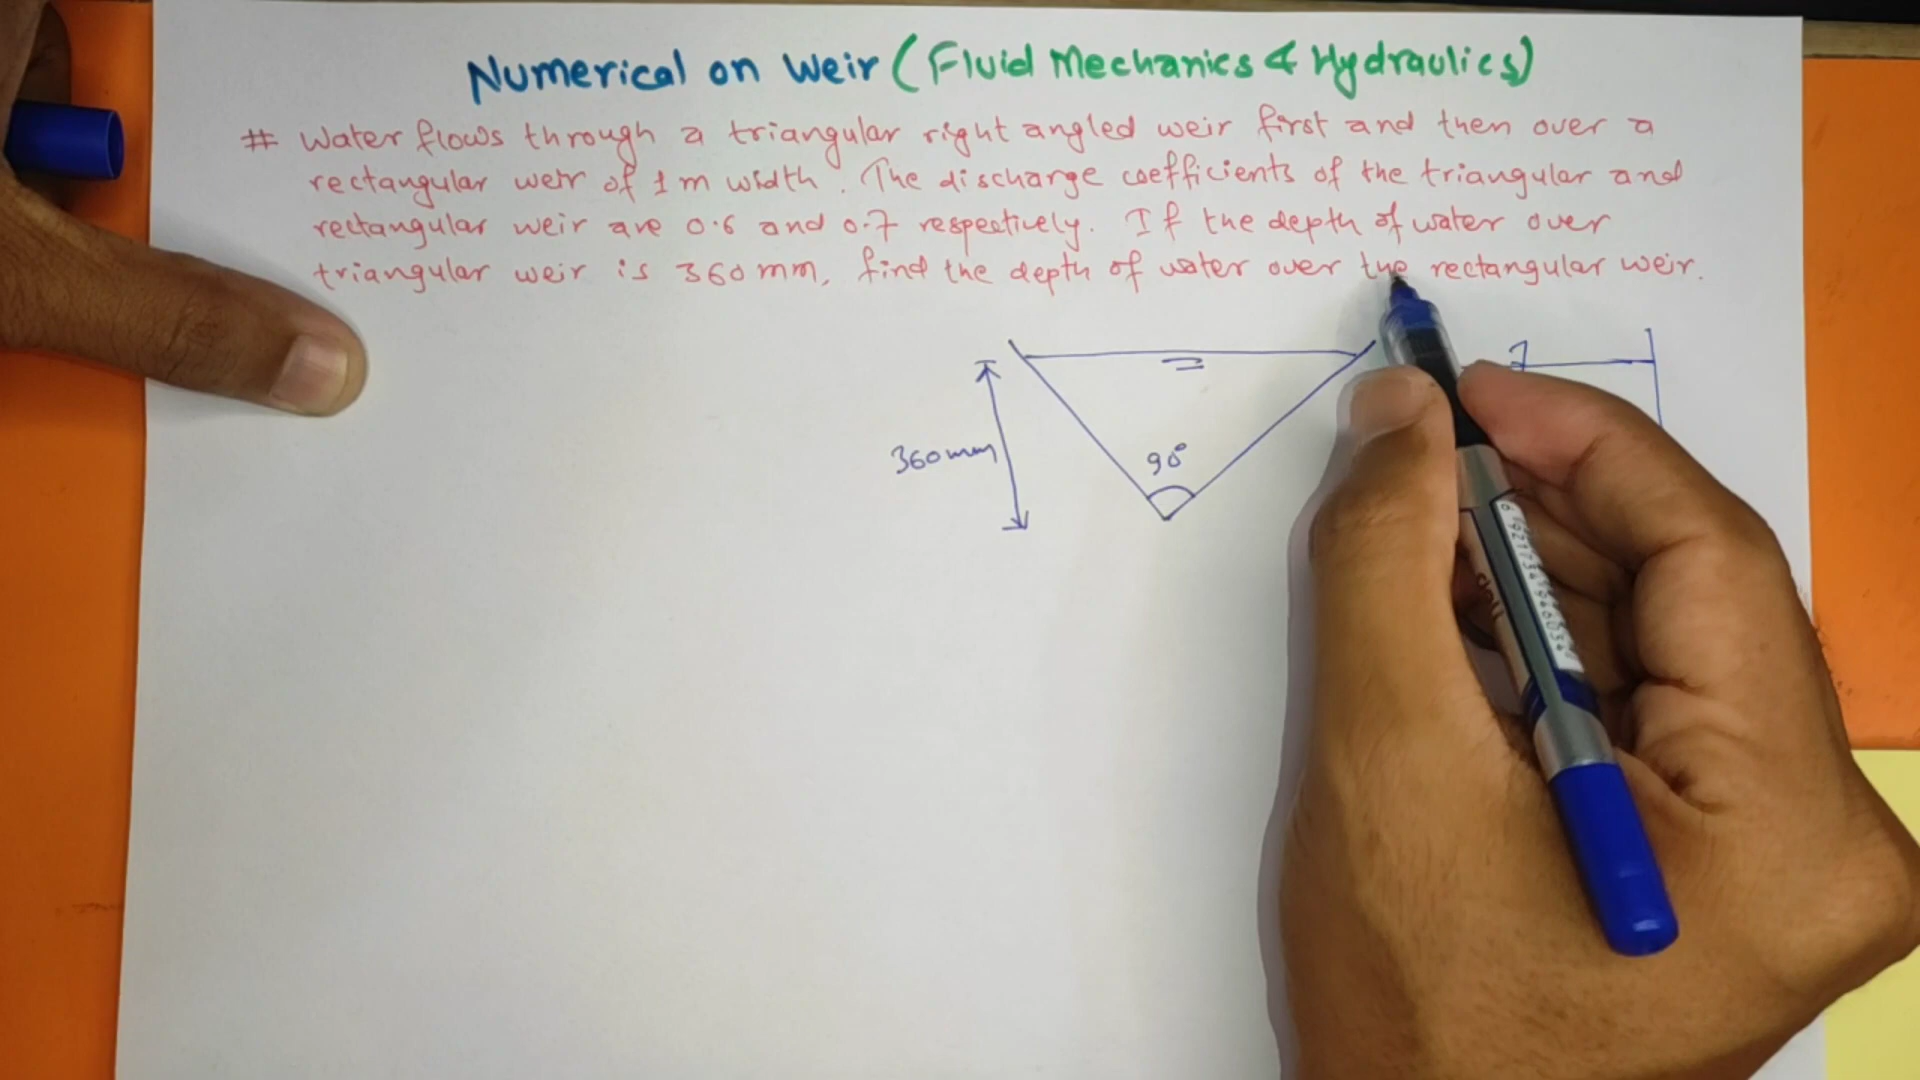 Numerical on Weir (Fluid Mechanics & Hydraulics)
# Water flows through a triangular right angled weir first and then over a
rectangular weir of 1 m width. The discharge coefficients of the triangular and
rectangular weir are 0.6 and 0.7 respectively. If the depth of water over
triangular weir is 360 mm, find the depth of water over the rectangular weir.
360mm
90°
deli